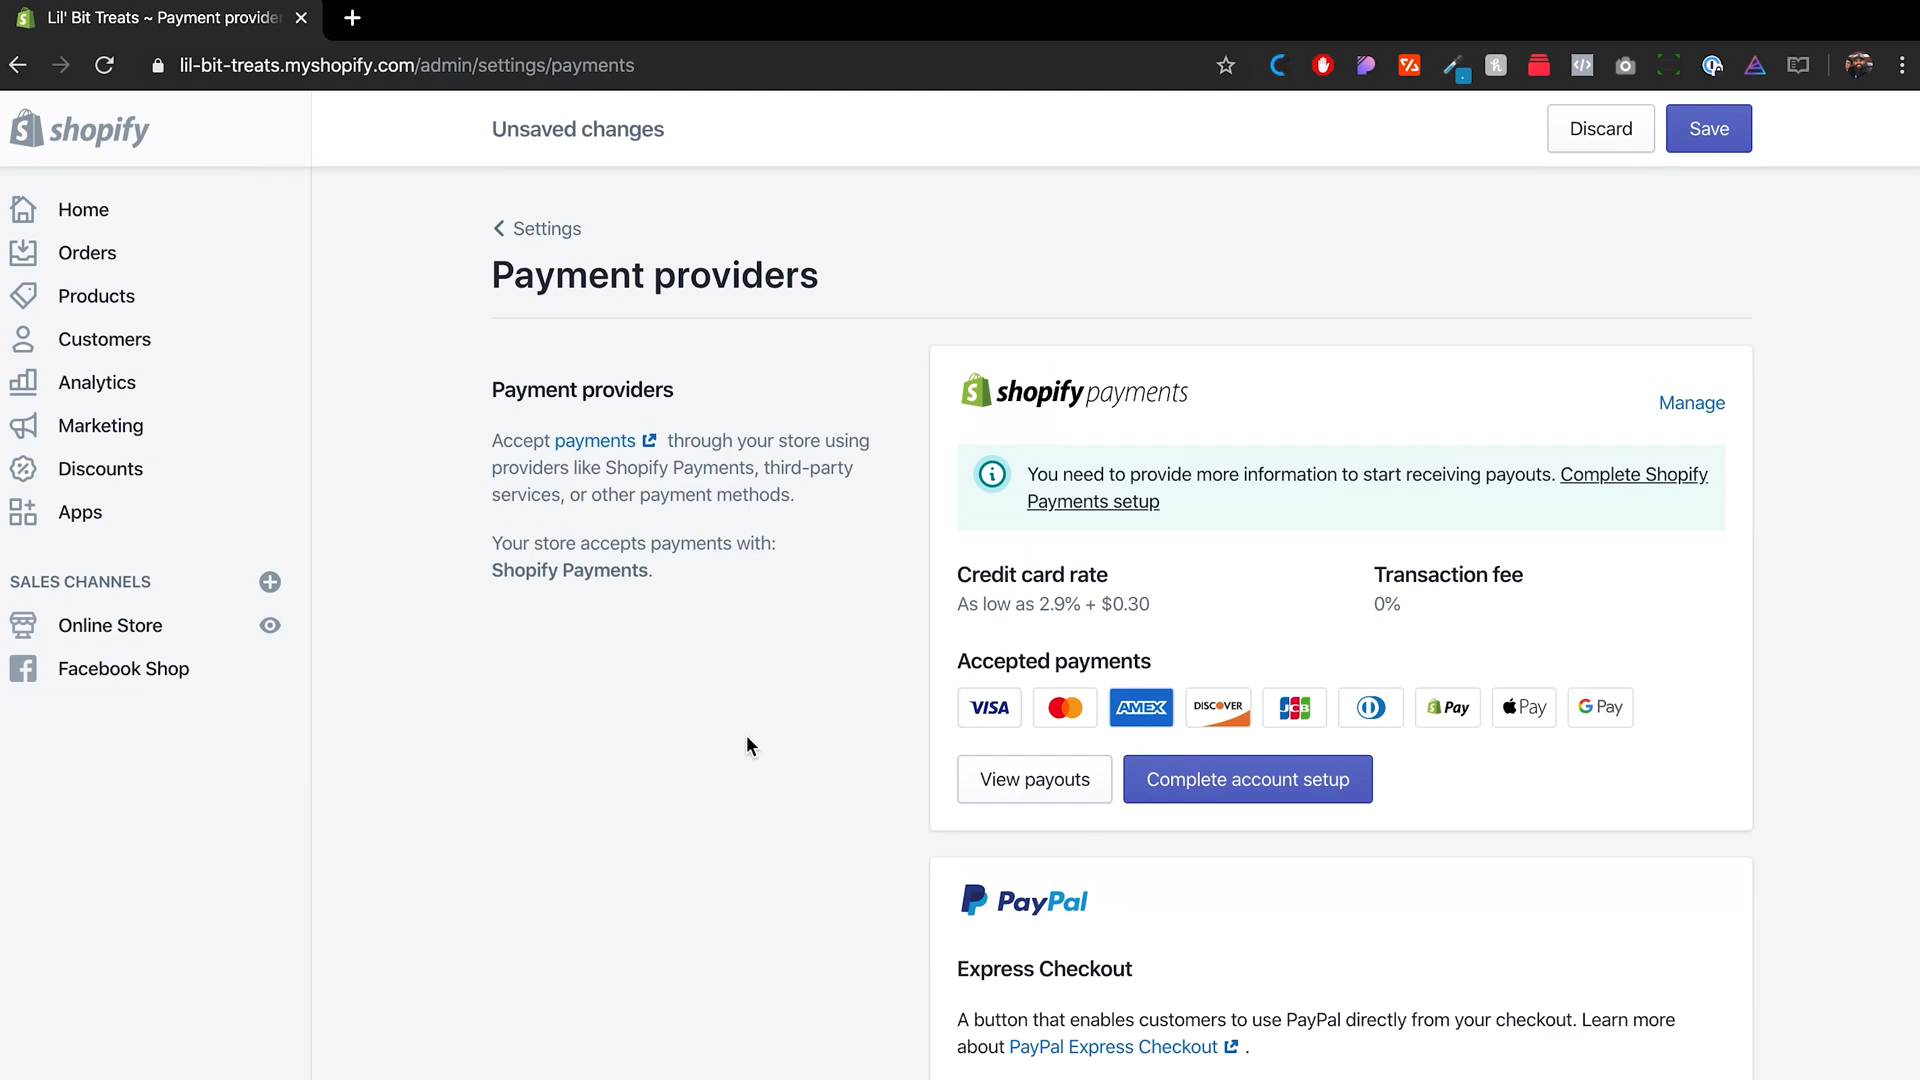 Lil' Bit Treats ~ Payment provider
lil-bit-treats.myshopify.com/admin/settings/payments
shopify
Unsaved changes
Discard
Save
Home
Orders
Products
Customers
Analytics
Marketing
Discounts
Apps
SALES CHANNELS
Online Store
Facebook Shop
Settings
Payment providers
Payment providers
Accept payments through your store using
providers like Shopify Payments, third-party
services, or other payment methods.
Your store accepts payments with:
Shopify Payments.
shopify payments
Manage
You need to provide more information to start receiving payouts. Complete Shopify
Payments setup
Credit card rate
As low as 2.9% + $0.30
Transaction fee
0%
Accepted payments
VISA
AMEX
DISCOVER
JCB
Pay
Pay
G Pay
View payouts
Complete account setup
PayPal
Express Checkout
A button that enables customers to use PayPal directly from your checkout. Learn more
about PayPal Express Checkout .